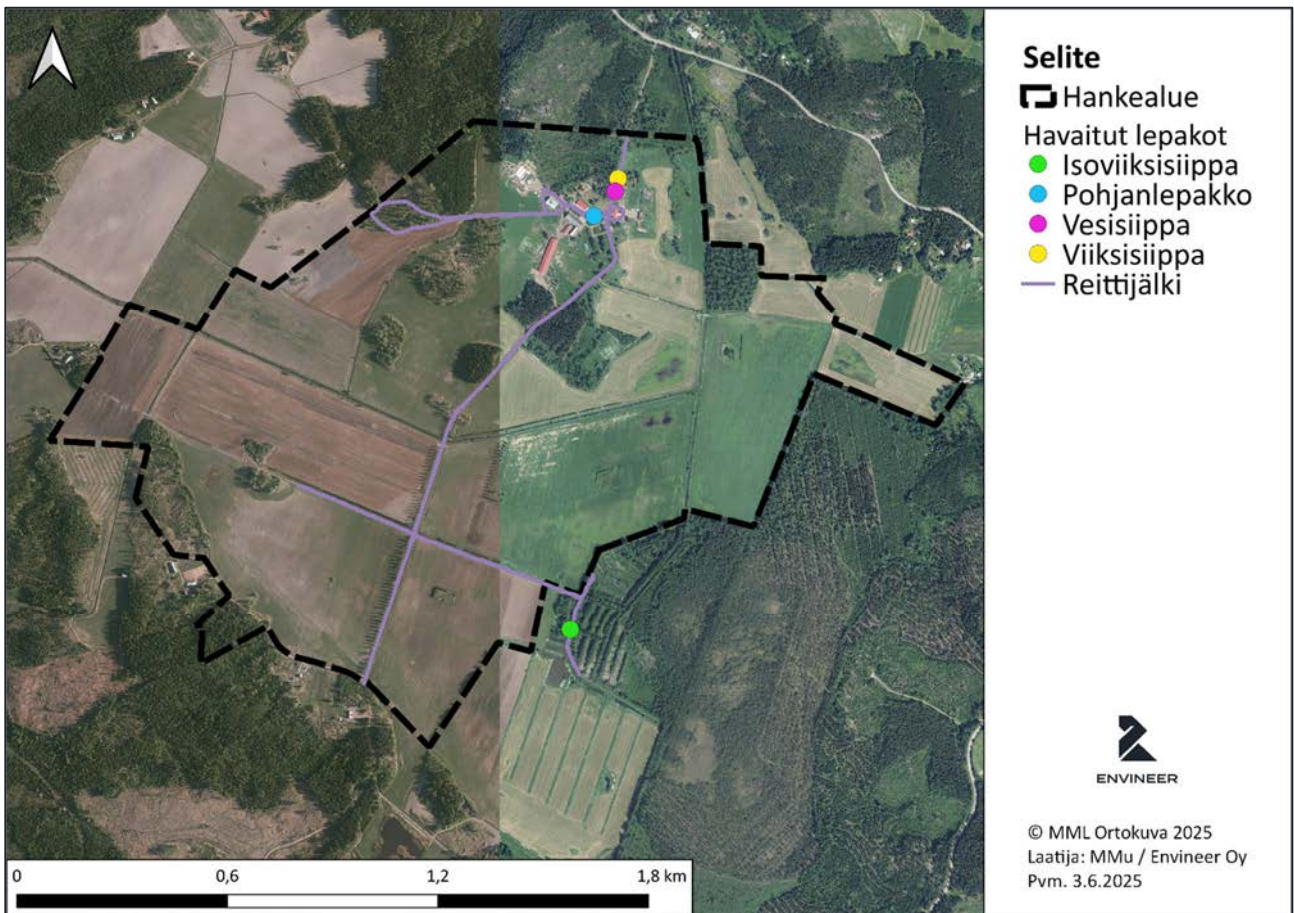 Selite
Hankealue
Havaitut lepakot
Isoviiksisiippa
Pohjanlepakko
Vesisiippa
Viiksisiippa
Reittijälki
ENVINEER
© MML Ortokuva 2025
Laatija: MMu / Envineer Oy
Pvm. 3.6.2025
0 0,6 1,2 1,8 km